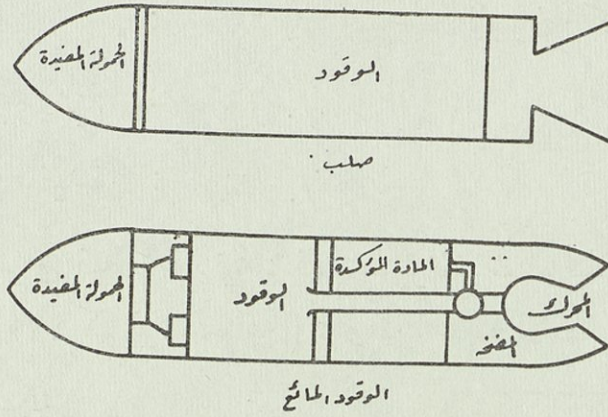 الحمولة المفيدة
الوقود
صلب
الحمولة المفيدة
الوقود
المادة المؤكسدة
المضخة
المحرك
الوقود المائع